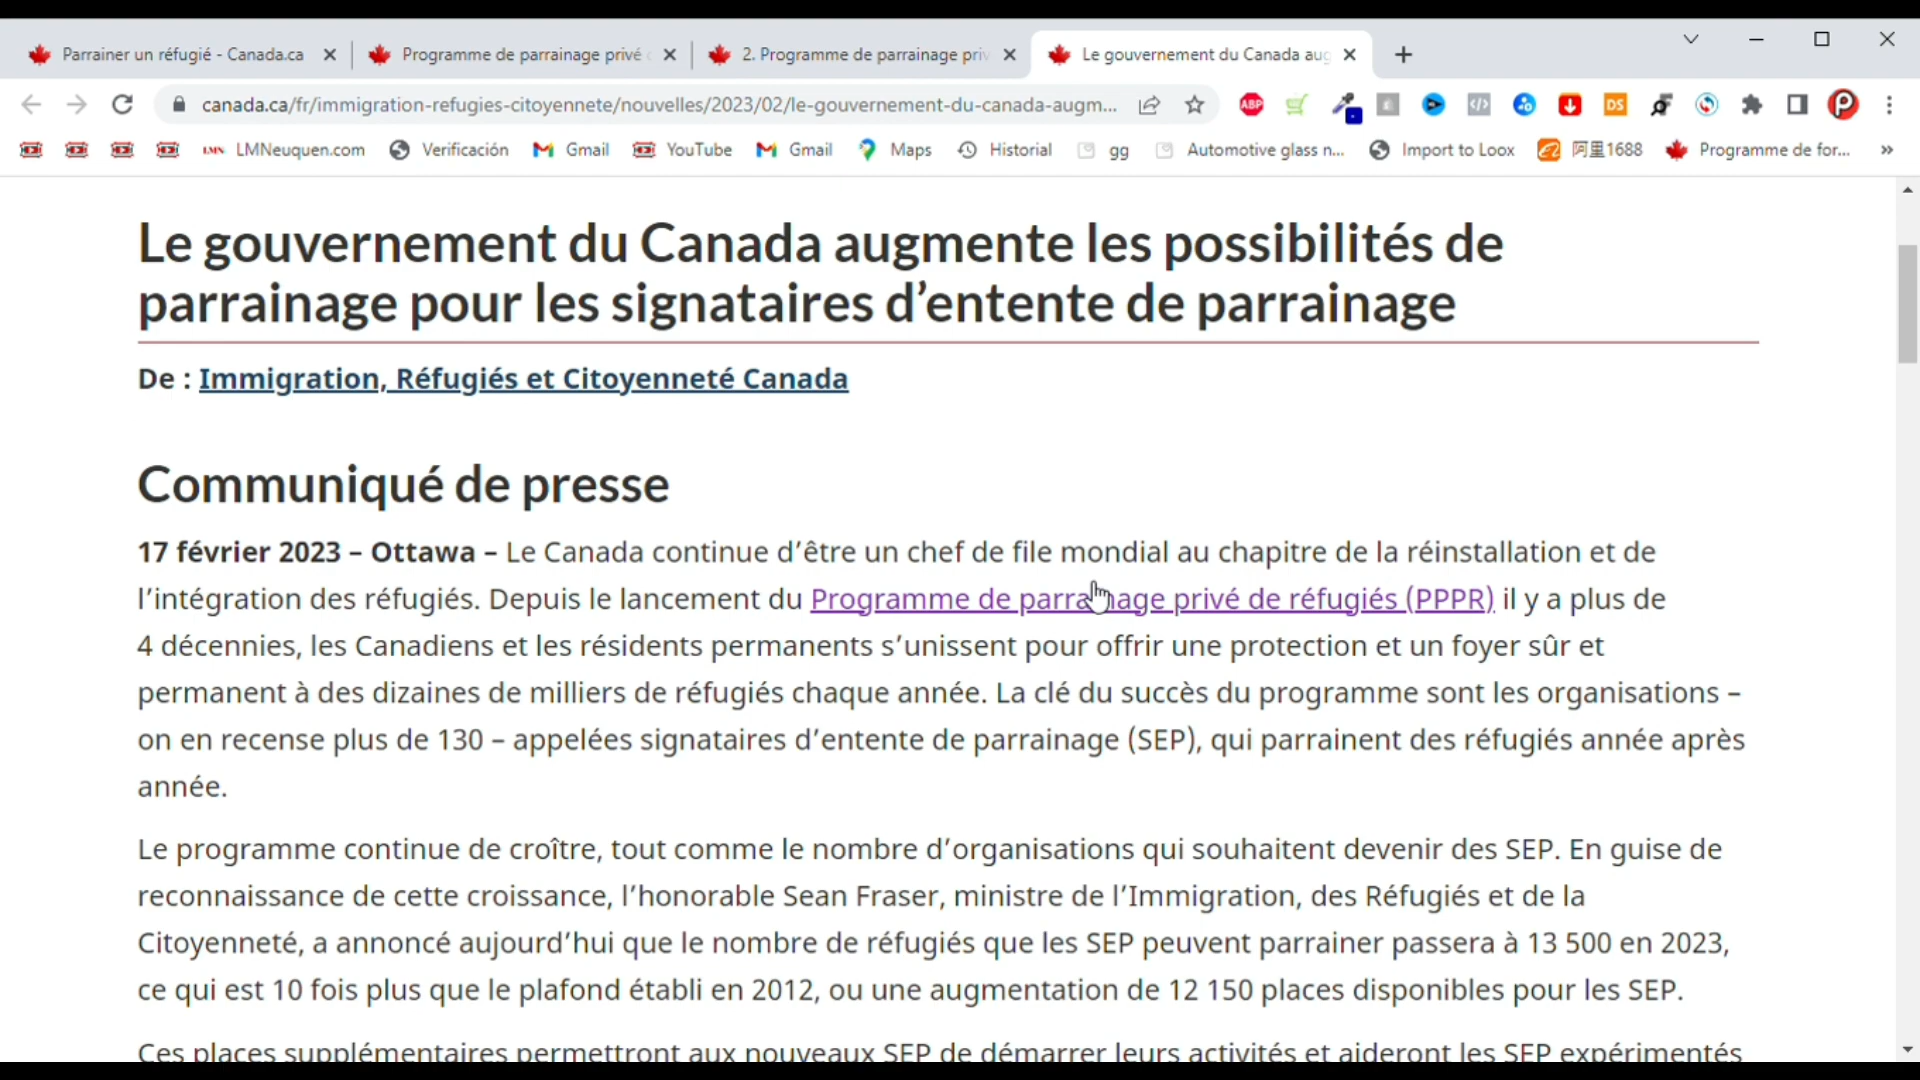 Parrainer un réfugié - Canada.ca
Programme de parrainage privé
2. Programme de parrainage priv
Le gouvernement du Canada aug
canada.ca/fr/immigration-refugies-citoyennete/nouvelles/2023/02/le-gouvernement-du-canada-augm...
ABP
DS
LMN LMNeuquen.com
Verificación
Gmail
YouTube
Gmail
Maps
Historial
gg
Automotive glass n...
Import to Loox
阿里1688
Programme de for...
Le gouvernement du Canada augmente les possibilités de
parrainage pour les signataires d’entente de parrainage
De : Immigration, Réfugiés et Citoyenneté Canada
Communiqué de presse
17 février 2023 – Ottawa – Le Canada continue d’être un chef de file mondial au chapitre de la réinstallation et de
l’intégration des réfugiés. Depuis le lancement du Programme de parrainage privé de réfugiés (PPPR) il y a plus de
4 décennies, les Canadiens et les résidents permanents s’unissent pour offrir une protection et un foyer sûr et
permanent à des dizaines de milliers de réfugiés chaque année. La clé du succès du programme sont les organisations –
on en recense plus de 130 – appelées signataires d’entente de parrainage (SEP), qui parrainent des réfugiés année après
année.
Le programme continue de croître, tout comme le nombre d’organisations qui souhaitent devenir des SEP. En guise de
reconnaissance de cette croissance, l’honorable Sean Fraser, ministre de l’Immigration, des Réfugiés et de la
Citoyenneté, a annoncé aujourd’hui que le nombre de réfugiés que les SEP peuvent parrainer passera à 13 500 en 2023,
ce qui est 10 fois plus que le plafond établi en 2012, ou une augmentation de 12 150 places disponibles pour les SEP.
Ces places supplémentaires permettront aux nouveaux SEP de démarrer leurs activités et aideront les SEP expérimentés